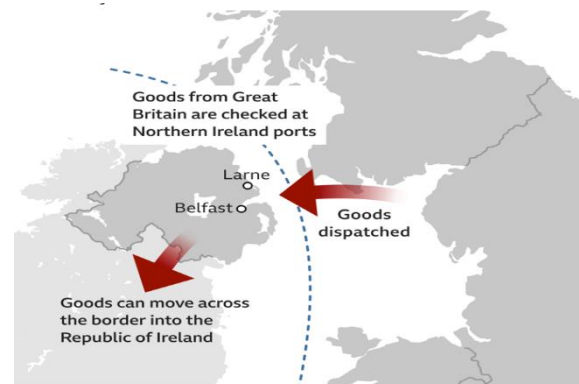 Goods from Great
Britain are checked at
Northern Ireland ports
Larne
Belfast
Goods
dispatched
Goods can move across
the border into the
Republic of Ireland